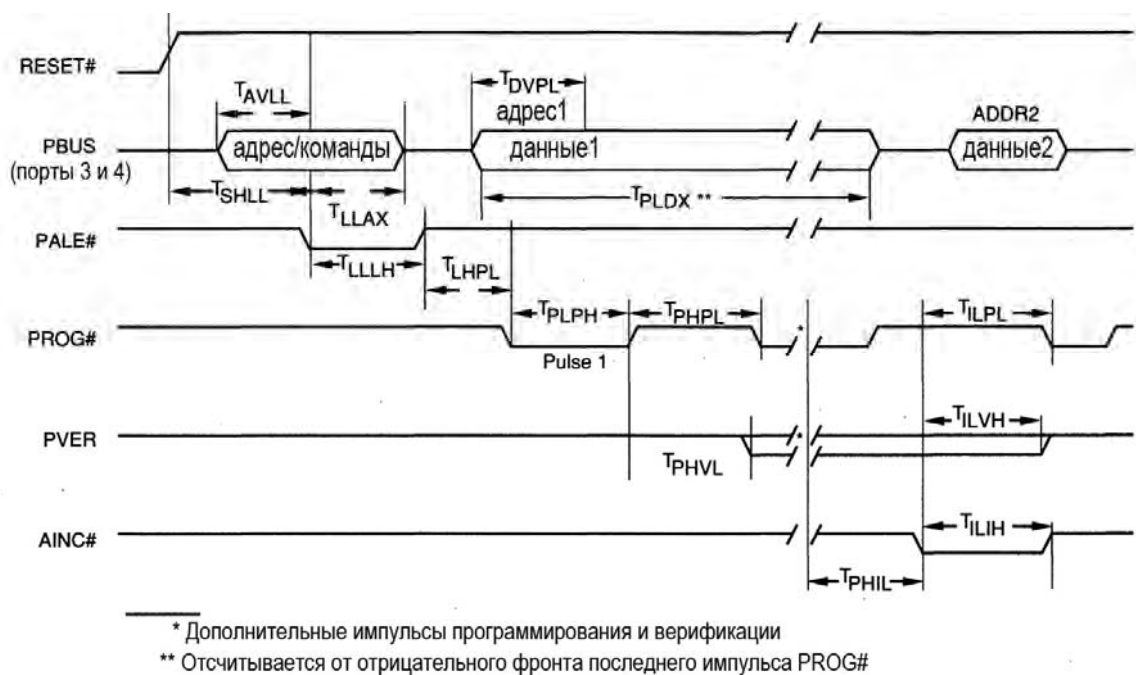 RESET#
TAVLL
TDVPL
адрес1
ADDR2
PBUS
(порты 3 и 4)
адрес/команды
данные1
данные2
TSHLL
TLLAX
TPLDX **
PALE#
TLLLH
TLHPL
TPLPH
TPHPL
*
TILPL
PROG#
Pulse 1
PVER
*
TILVH
TPHVL
AINC#
TILIH
TPHIL
* Дополнительные импульсы программирования и верификации
** Отсчитывается от отрицательного фронта последнего импульса PROG#